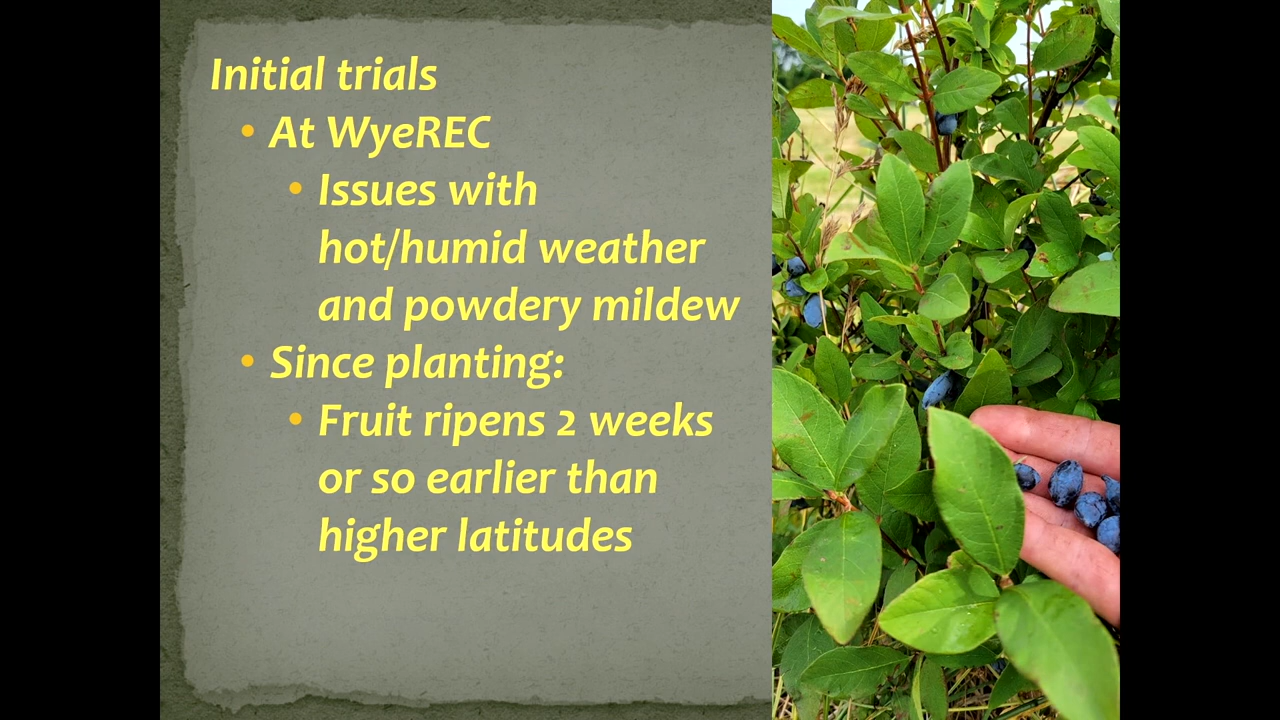 Initial trials
• At WyeREC
• Issues with
hot/humid weather
and powdery mildew
• Since planting:
• Fruit ripens 2 weeks
or so earlier than
higher latitudes